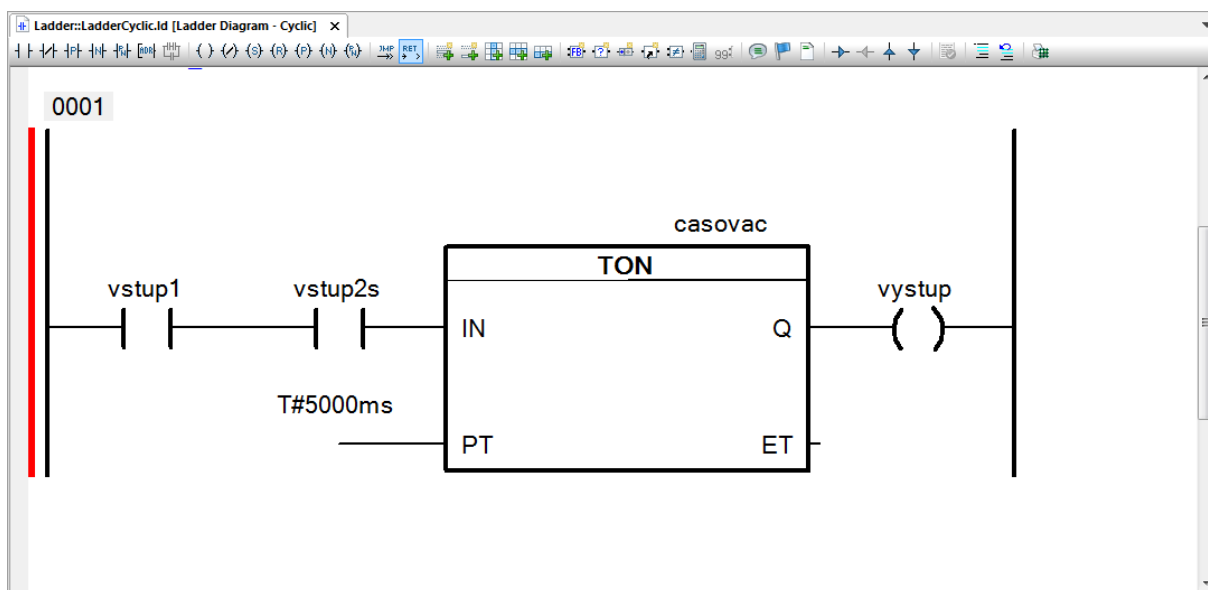 Ladder::LadderCyclic.ld [Ladder Diagram - Cyclic]
0001
casovac
TON
vstup1
vstup2s
vystup
IN
Q
T#5000ms
PT
ET